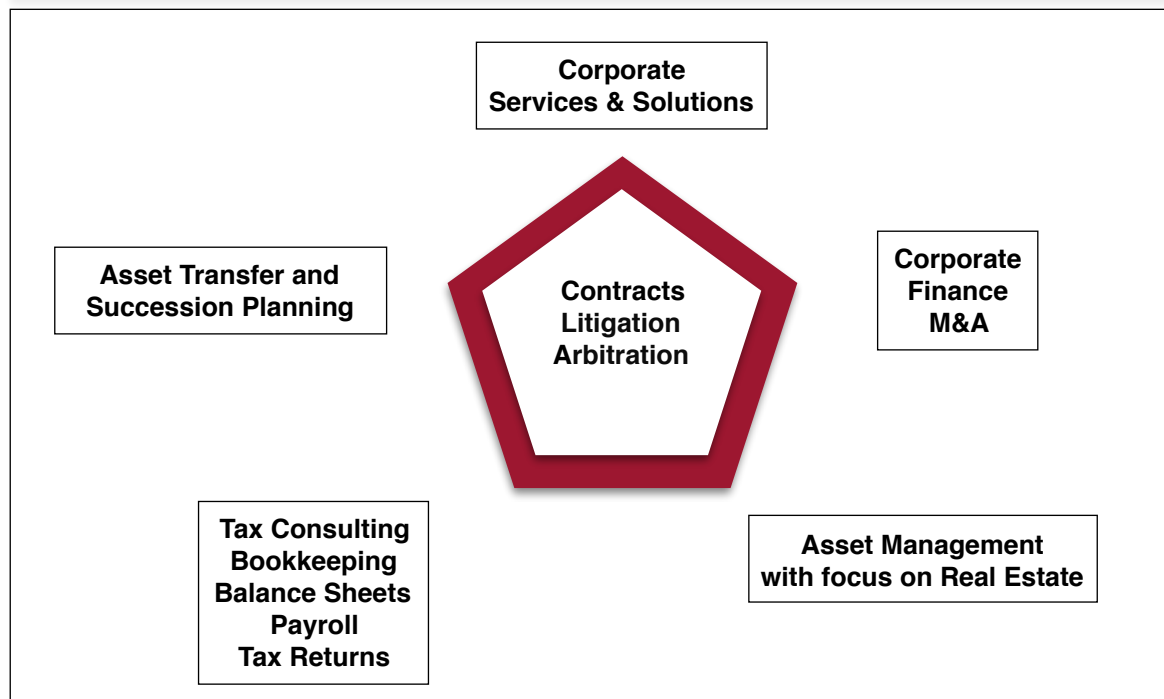 Corporate
Services & Solutions
Asset Transfer and
Succession Planning
Contracts
Litigation
Arbitration
Corporate
Finance
M&A
Tax Consulting
Bookkeeping
Balance Sheets
Payroll
Tax Returns
Asset Management
with focus on Real Estate